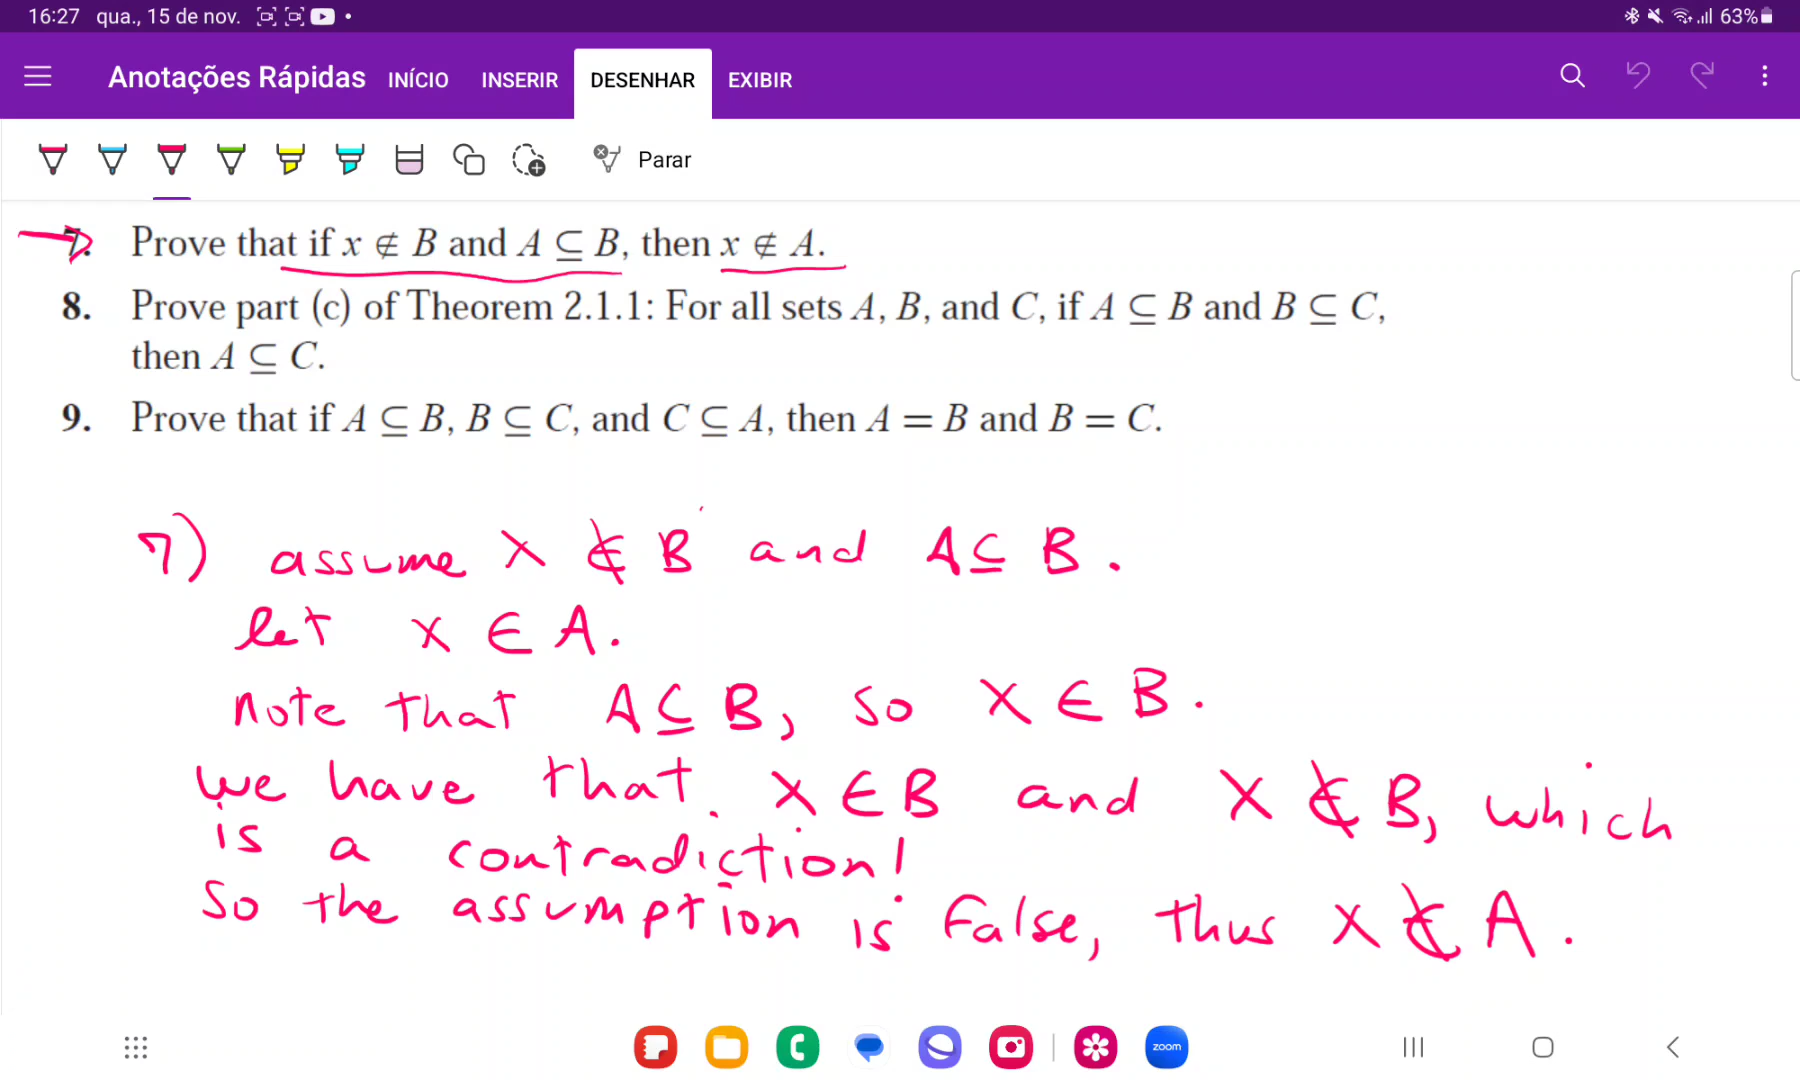 16:27 qua., 15 de nov. 63%
Anotações Rápidas INÍCIO INSERIR DESENHAR EXIBIR
Parar
7. Prove that if x ∉ B and A ⊆ B, then x ∉ A.
8. Prove part (c) of Theorem 2.1.1: For all sets A, B, and C, if A ⊆ B and B ⊆ C,
then A ⊆ C.
9. Prove that if A ⊆ B, B ⊆ C, and C ⊆ A, then A = B and B = C.
7) assume x ∉ B and A ⊆ B.
let x ∈ A.
Note that A ⊆ B, so x ∈ B.
we have that x ∈ B and x ∉ B, which
is a contradiction!
So the assumption is False, thus x ∉ A.
zoom